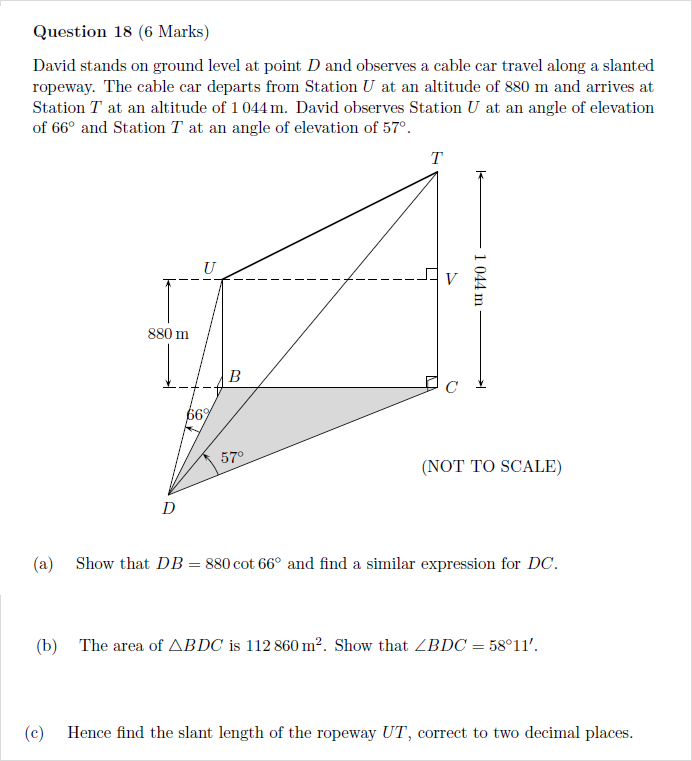 Question 18 (6 Marks)
David stands on ground level at point D and observes a cable car travel along a slanted
ropeway. The cable car departs from Station U at an altitude of 880 m and arrives at
Station T at an altitude of 1 044 m. David observes Station U at an angle of elevation
of 66° and Station T at an angle of elevation of 57°.
T
U
V
1 044 m
880 m
B
C
66°
57°
(NOT TO SCALE)
D
(a) Show that DB = 880 cot 66° and find a similar expression for DC.
(b) The area of △BDC is 112 860 m². Show that ∠BDC = 58°11′.
(c) Hence find the slant length of the ropeway UT, correct to two decimal places.